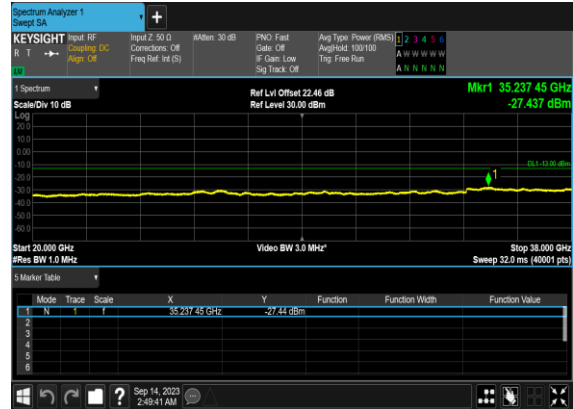 Spectrum Analyzer 1
Swept SA
+
KEYSIGHT Input: RF Input Z: 50 Ω #Atten: 30 dB PNO: Fast Avg Type: Power (RMS) 1 2 3 4 5 6
R T Coupling: DC Corrections: Off Gate: Off Avg|Hold: 100/100 A W W W W W
Align: Off Freq Ref: Int (S) IF Gain: Low Trig: Free Run
LXI Sig Track: Off A N N N N N
1 Spectrum Ref Lvl Offset 22.46 dB Mkr1 35.237 45 GHz
Scale/Div 10 dB Ref Level 30.00 dBm -27.437 dBm
Log
20.0
10.0
0.00
-10.0 DL1 -13.00 dBm
1
-20.0
-30.0
-40.0
-50.0
-60.0
Start 20.000 GHz Video BW 3.0 MHz* Stop 38.000 GHz
#Res BW 1.0 MHz Sweep 32.0 ms (40001 pts)
5 Marker Table
Mode Trace Scale X Y Function Function Width Function Value
1 N 1 f 35.237 45 GHz -27.44 dBm
2
3
4
5
6
? Sep 14, 2023
2:49:41 AM